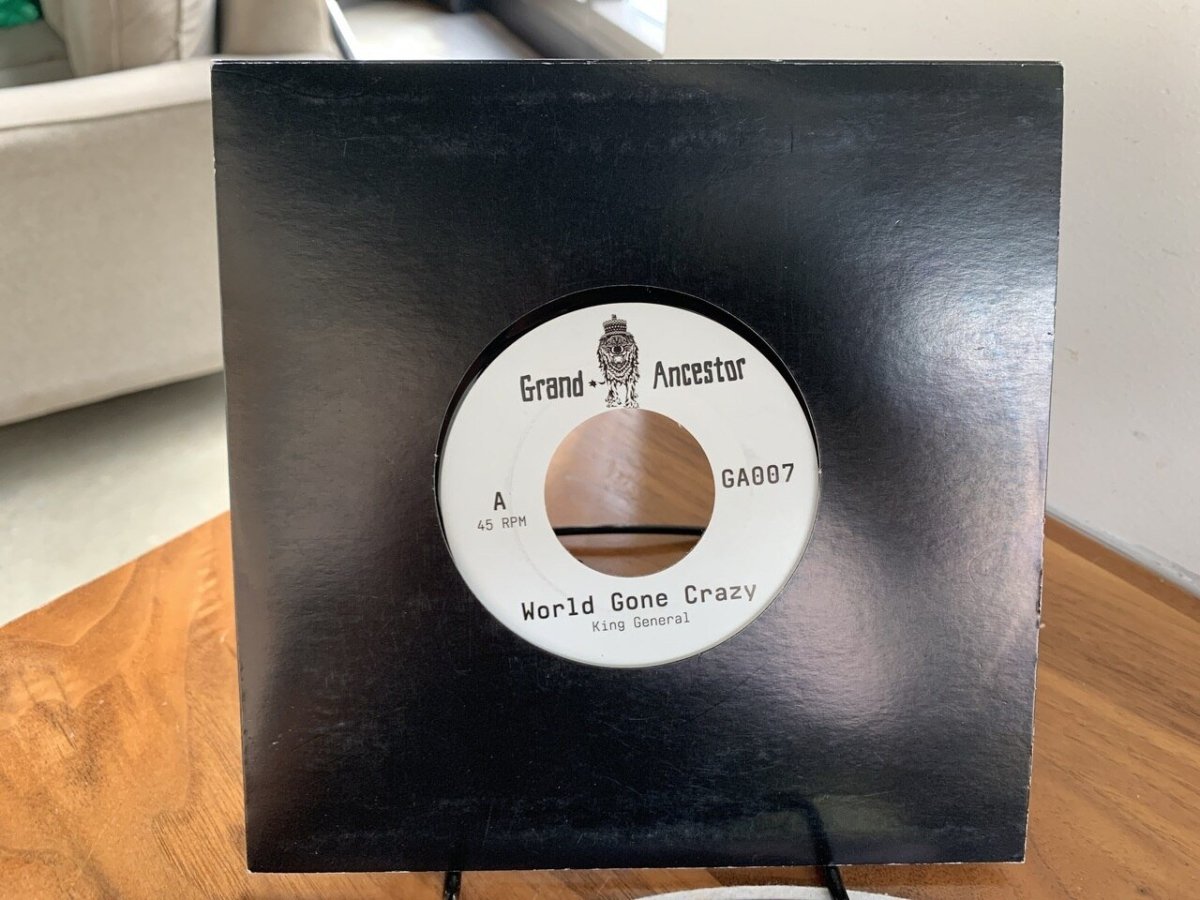 Grand Ancestor
GA007
A
45 RPM
World Gone Crazy
King General